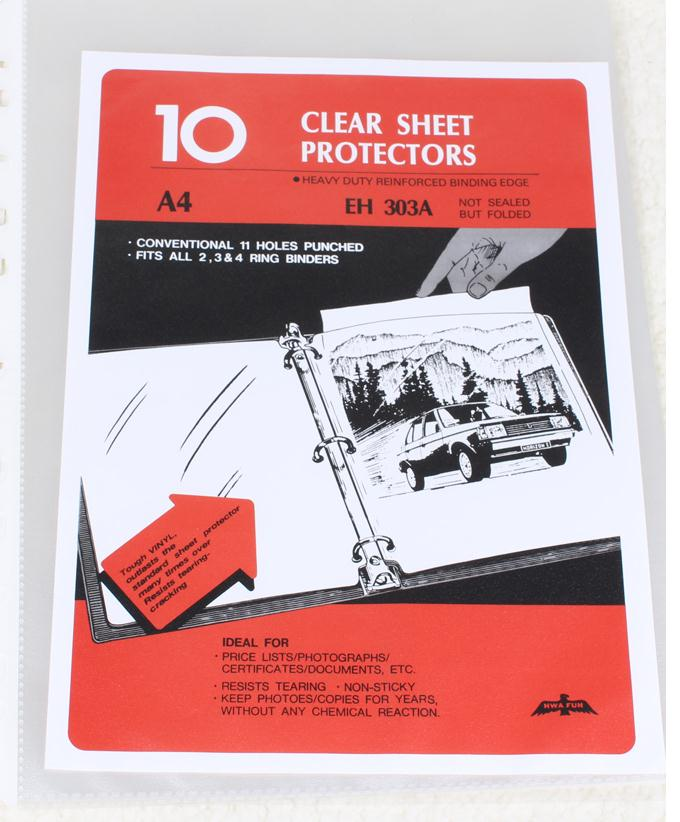 10
CLEAR SHEET
PROTECTORS
• HEAVY DUTY REINFORCED BINDING EDGE
A4
EH 303A
NOT SEALED
BUT FOLDED
· CONVENTIONAL 11 HOLES PUNCHED
· FITS ALL 2,3&4 RING BINDERS
HORIZON I
Tough VINYL,
outlasts the
standard sheet protector
many times over
Resists tearing-
cracking
IDEAL FOR
· PRICE LISTS/PHOTOGRAPHS/
CERTIFICATES/DOCUMENTS, ETC.
· RESISTS TEARING · NON-STICKY
· KEEP PHOTOES/COPIES FOR YEARS,
WITHOUT ANY CHEMICAL REACTION.
HWA FUH